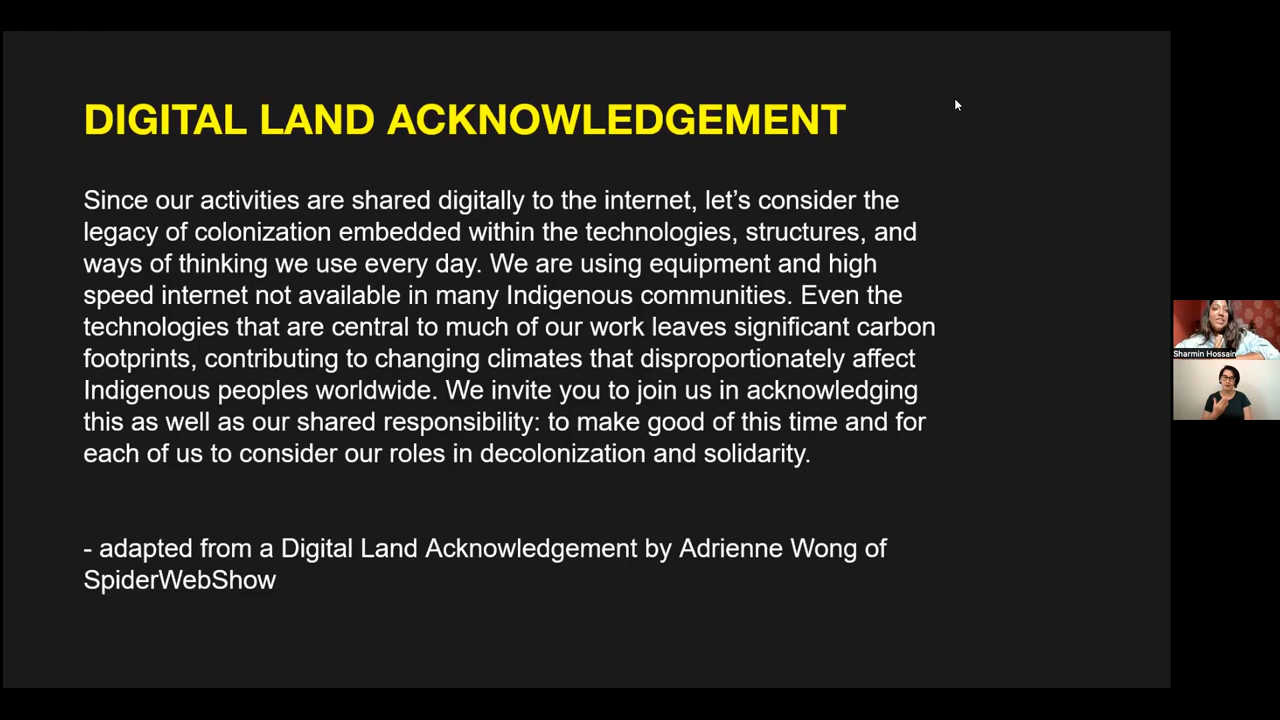 DIGITAL LAND ACKNOWLEDGEMENT
Since our activities are shared digitally to the internet, let’s consider the
legacy of colonization embedded within the technologies, structures, and
ways of thinking we use every day. We are using equipment and high
speed internet not available in many Indigenous communities. Even the
technologies that are central to much of our work leaves significant carbon
footprints, contributing to changing climates that disproportionately affect
Indigenous peoples worldwide. We invite you to join us in acknowledging
this as well as our shared responsibility: to make good of this time and for
each of us to consider our roles in decolonization and solidarity.
- adapted from a Digital Land Acknowledgement by Adrienne Wong of
SpiderWebShow
Sharmin Hossain